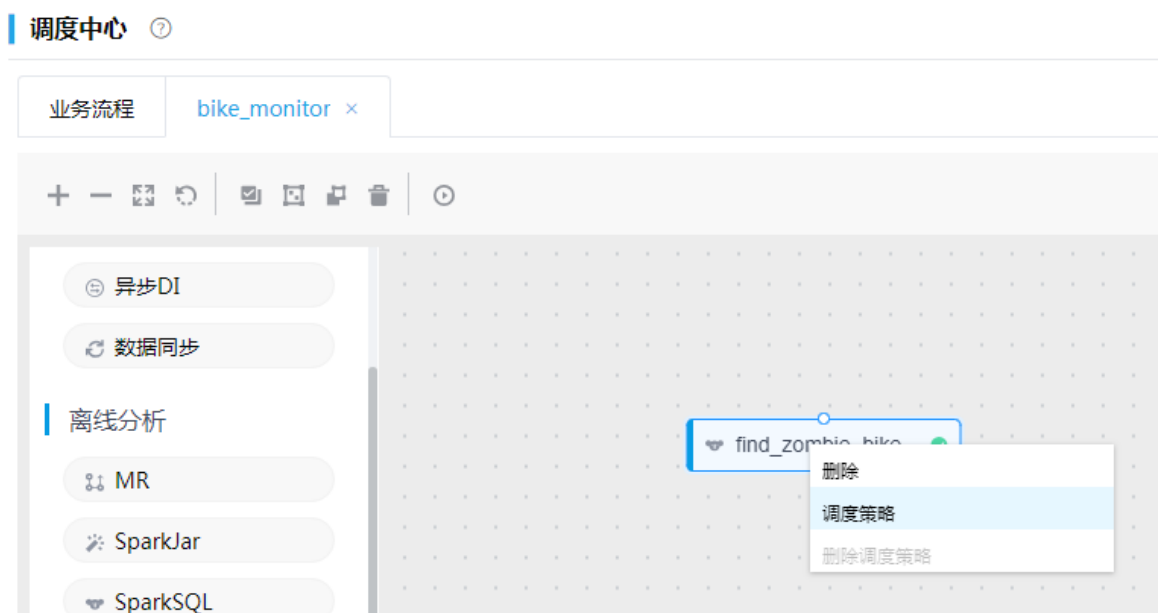 调度中心
业务流程 bike_monitor ×
异步DI
数据同步
离线分析
MR
SparkJar
SparkSQL
find_zombie_bike
删除
调度策略
删除调度策略